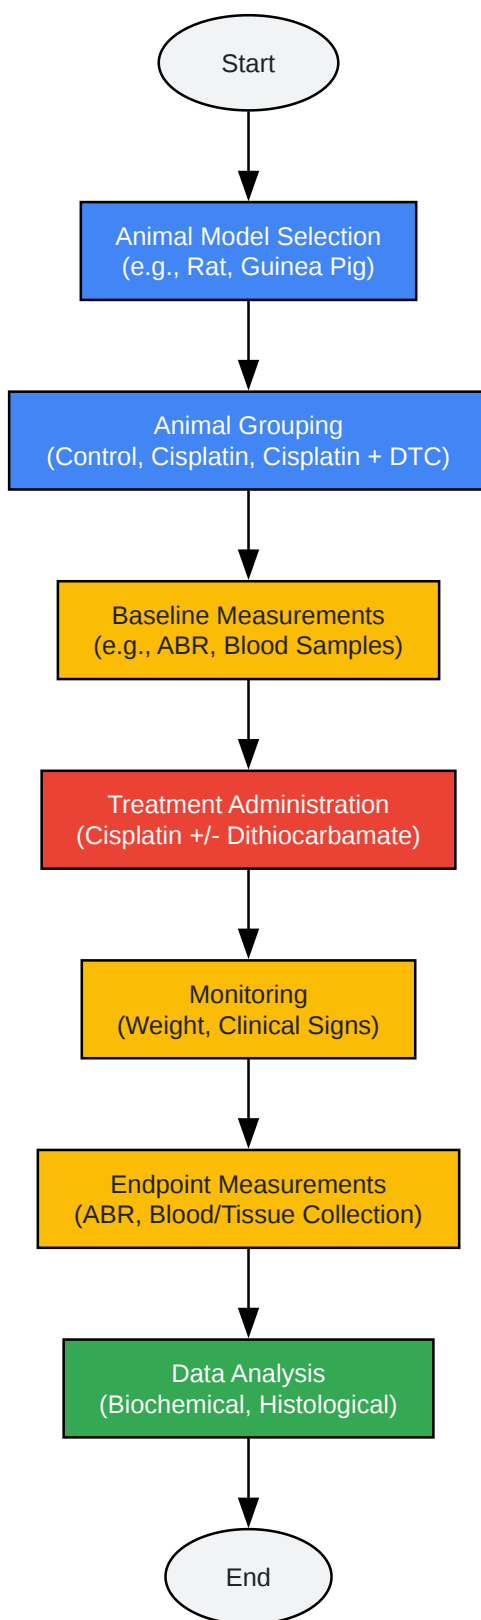 Start
Animal Model Selection
(e.g., Rat, Guinea Pig)
Animal Grouping
(Control, Cisplatin, Cisplatin + DTC)
Baseline Measurements
(e.g., ABR, Blood Samples)
Treatment Administration
(Cisplatin +/- Dithiocarbamate)
Monitoring
(Weight, Clinical Signs)
Endpoint Measurements
(ABR, Blood/Tissue Collection)
Data Analysis
(Biochemical, Histological)
End